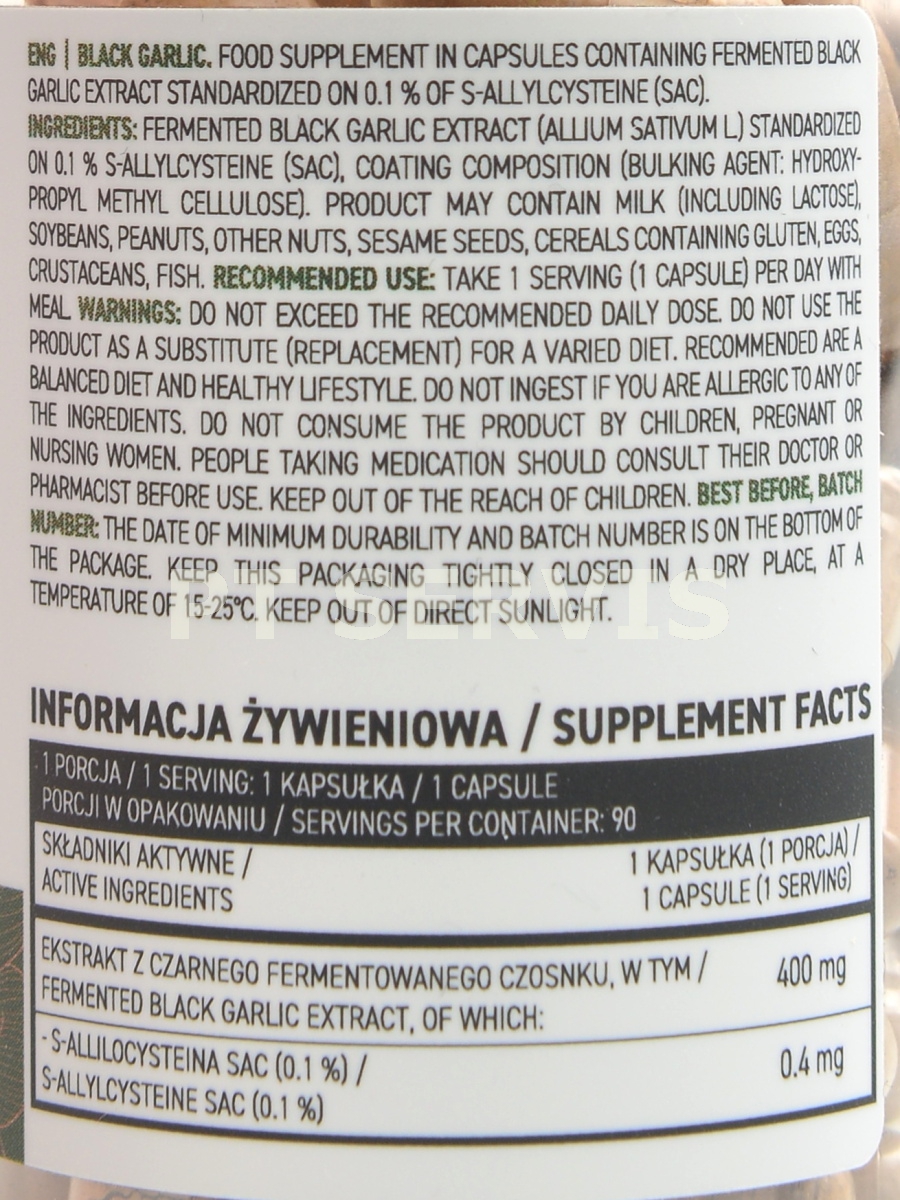 ENG | BLACK GARLIC. FOOD SUPPLEMENT IN CAPSULES CONTAINING FERMENTED BLACK
GARLIC EXTRACT STANDARDIZED ON 0.1 % OF S-ALLYLCYSTEINE (SAC).
INGREDIENTS: FERMENTED BLACK GARLIC EXTRACT (ALLIUM SATIVUM L.) STANDARDIZED
ON 0.1 % S-ALLYLCYSTEINE (SAC), COATING COMPOSITION (BULKING AGENT: HYDROXY-
PROPYL METHYL CELLULOSE). PRODUCT MAY CONTAIN MILK (INCLUDING LACTOSE),
SOYBEANS, PEANUTS, OTHER NUTS, SESAME SEEDS, CEREALS CONTAINING GLUTEN, EGGS,
CRUSTACEANS, FISH. RECOMMENDED USE: TAKE 1 SERVING (1 CAPSULE) PER DAY WITH
MEAL. WARNINGS: DO NOT EXCEED THE RECOMMENDED DAILY DOSE. DO NOT USE THE
PRODUCT AS A SUBSTITUTE (REPLACEMENT) FOR A VARIED DIET. RECOMMENDED ARE A
BALANCED DIET AND HEALTHY LIFESTYLE. DO NOT INGEST IF YOU ARE ALLERGIC TO ANY OF
THE INGREDIENTS. DO NOT CONSUME THE PRODUCT BY CHILDREN, PREGNANT OR
NURSING WOMEN. PEOPLE TAKING MEDICATION SHOULD CONSULT THEIR DOCTOR OR
PHARMACIST BEFORE USE. KEEP OUT OF THE REACH OF CHILDREN. BEST BEFORE, BATCH
NUMBER: THE DATE OF MINIMUM DURABILITY AND BATCH NUMBER IS ON THE BOTTOM OF
THE PACKAGE. KEEP THIS PACKAGING TIGHTLY CLOSED IN A DRY PLACE, AT A
TEMPERATURE OF 15-25°C. KEEP OUT OF DIRECT SUNLIGHT.
PT SERVIS
INFORMACJA ŻYWIENIOWA / SUPPLEMENT FACTS
1 PORCJA / 1 SERVING: 1 KAPSUŁKA / 1 CAPSULE
PORCJI W OPAKOWANIU / SERVINGS PER CONTAINER: 90
SKŁADNIKI AKTYWNE / 1 KAPSUŁKA (1 PORCJA) /
ACTIVE INGREDIENTS 1 CAPSULE (1 SERVING)
EKSTRAKT Z CZARNEGO FERMENTOWANEGO CZOSNKU, W TYM / 400 mg
FERMENTED BLACK GARLIC EXTRACT, OF WHICH:
- S-ALLILOCYSTEINA SAC (0.1 %) / 0.4 mg
S-ALLYLCYSTEINE SAC (0.1 %)